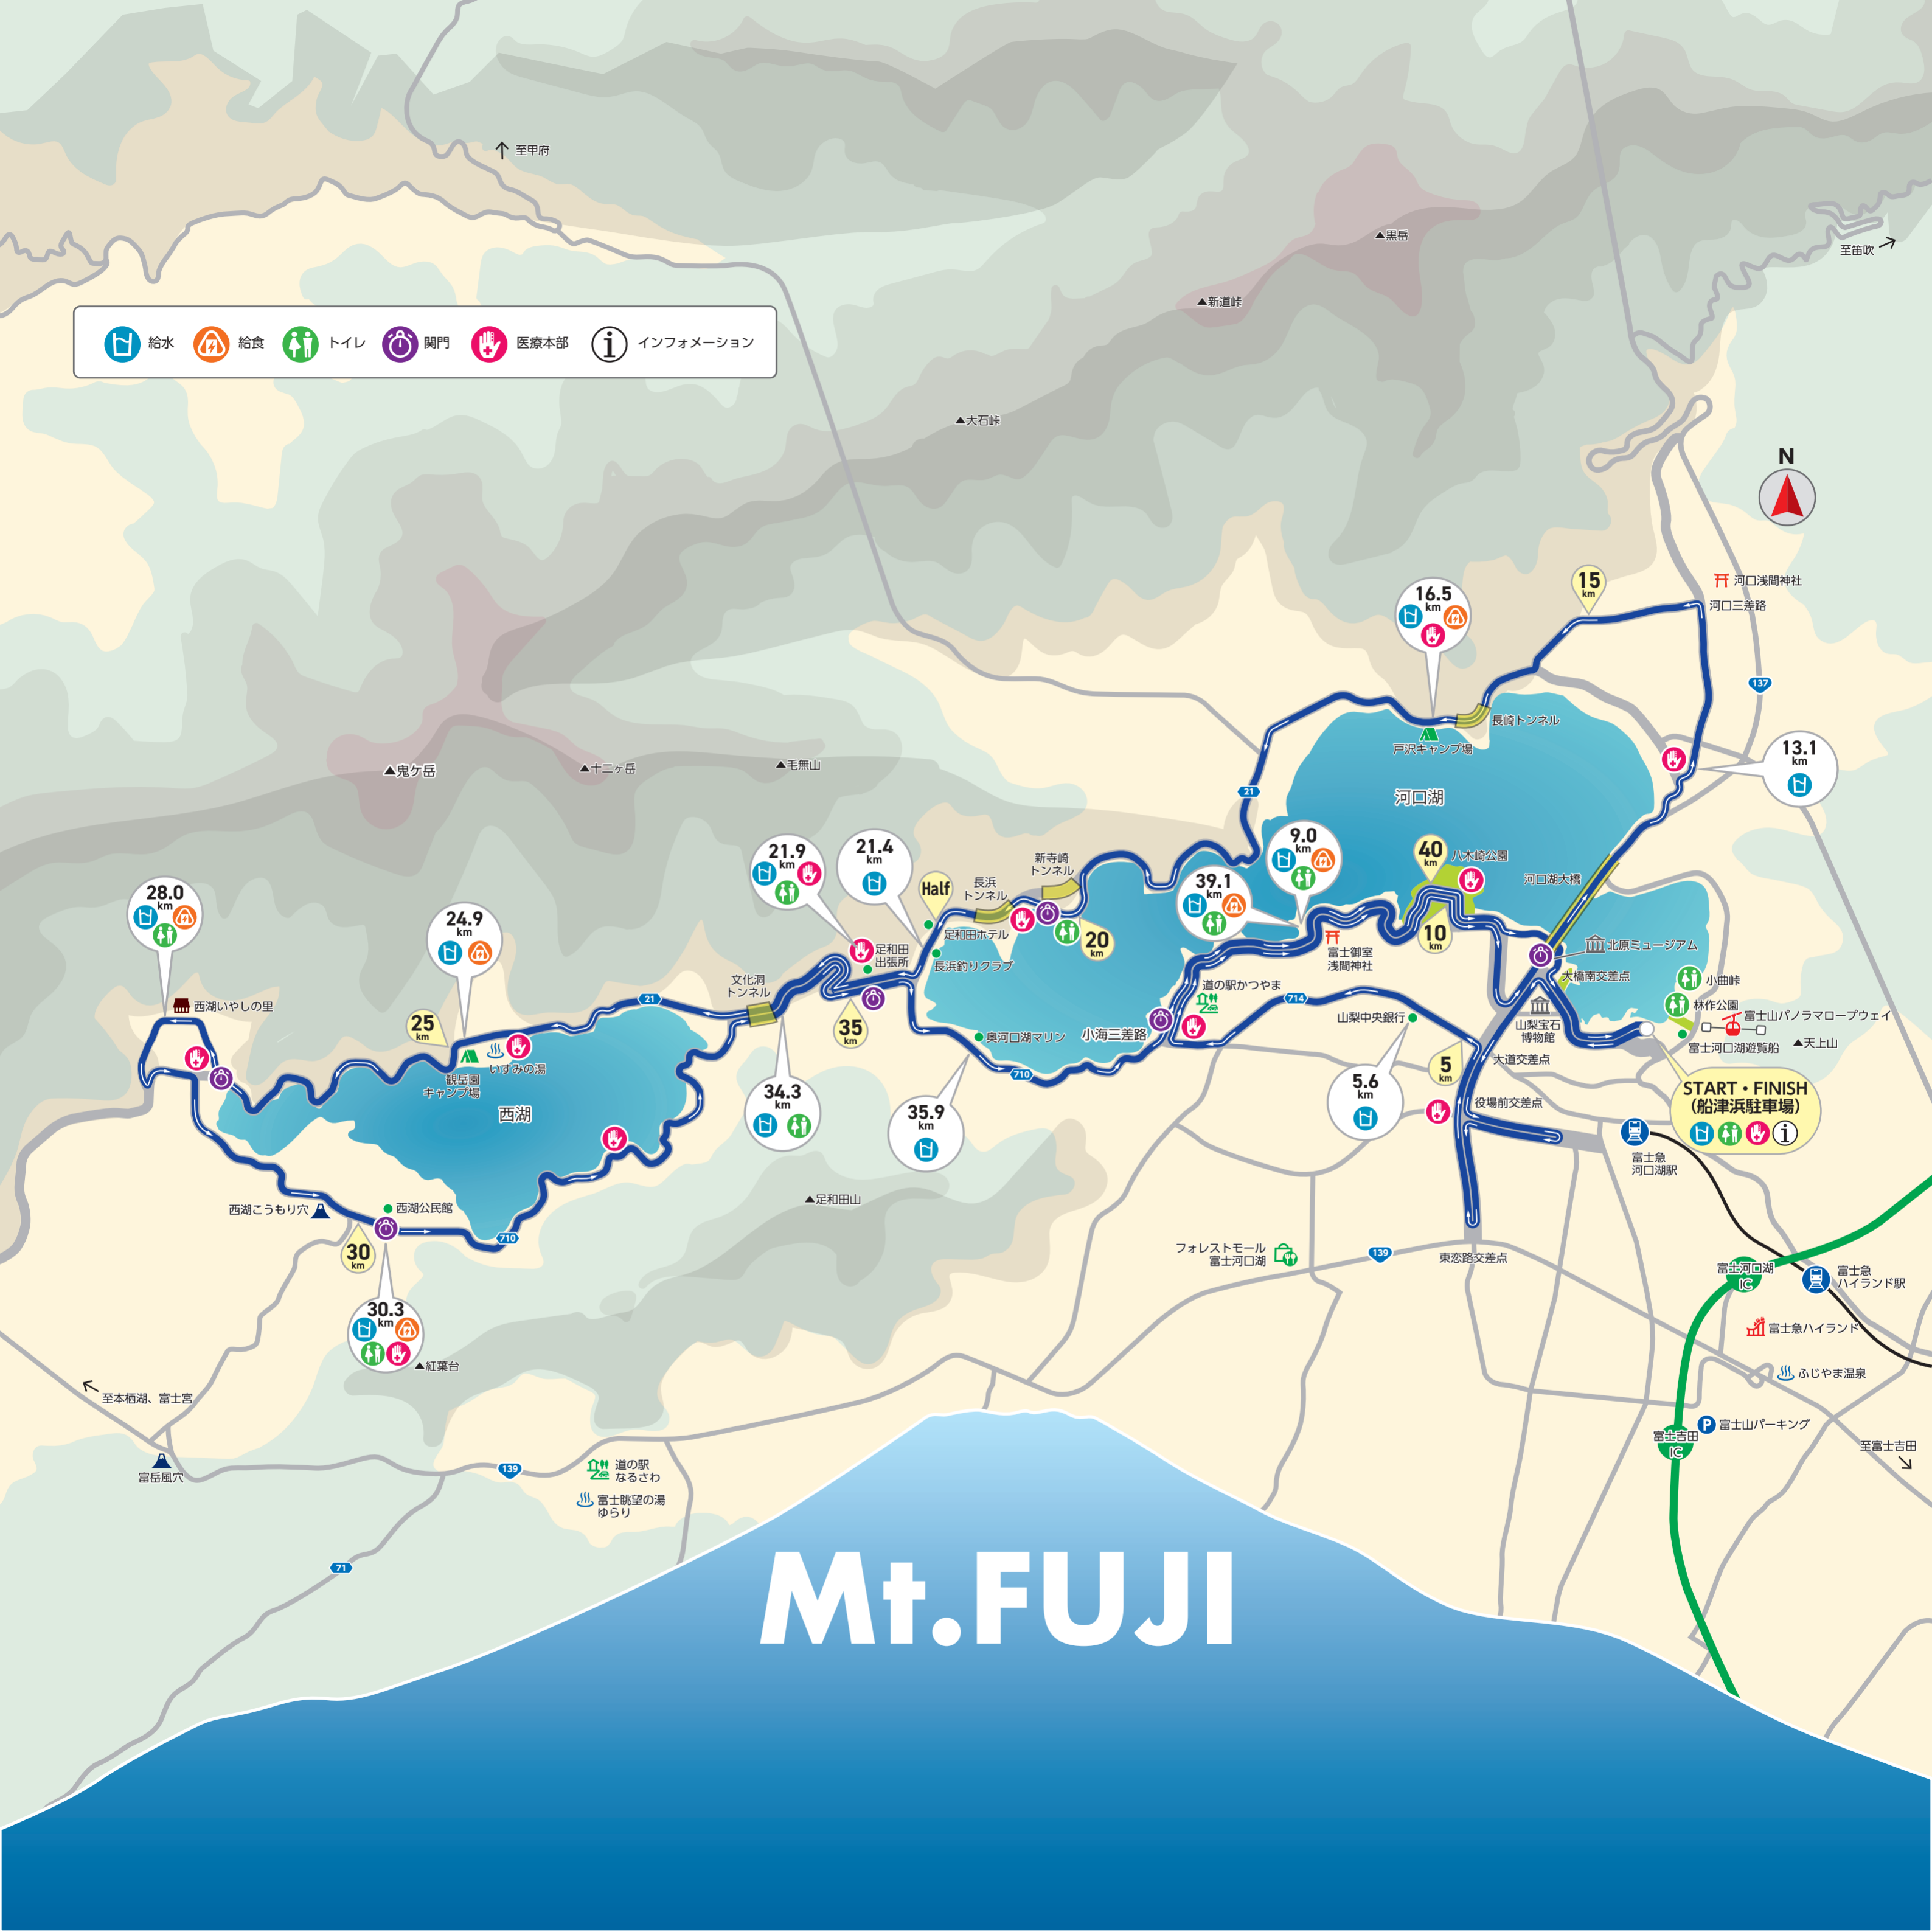 至甲府
黒岳
至笛吹
新道峠
給水
給食
トイレ
関門
医療本部
インフォメーション
大石峠
N
15
km
河口浅間神社
河口三差路
16.5
km
137
長崎トンネル
戸沢キャンプ場
13.1
km
鬼ケ岳
十二ヶ岳
毛無山
21
河口湖
9.0
km
40
km
八木崎公園
21.9
km
21.4
km
新寺崎
トンネル
長浜
トンネル
Half
39.1
km
河口湖大橋
28.0
km
24.9
km
足和田ホテル
20
km
10
km
富士御室
浅間神社
北原ミュージアム
足和田
出張所
長浜釣りクラブ
大橋南交差点
小曲峠
文化洞
トンネル
道の駅かつやま
714
林作公園
西湖いやしの里
21
富士山パノラマロープウェイ
25
km
35
km
奥河口湖マリン
小海三差路
山梨中央銀行
山梨宝石
博物館
富士河口湖遊覧船
天上山
いずみの湯
観岳園
キャンプ場
710
大道交差点
5
km
西湖
34.3
km
35.9
km
5.6
km
役場前交差点
START・FINISH
(船津浜駐車場)
富士急
河口湖駅
足和田山
西湖こうもり穴
西湖公民館
710
30
km
フォレストモール
富士河口湖
139
東恋路交差点
富士河口湖
IC
富士急
ハイランド駅
30.3
km
富士急ハイランド
紅葉台
ふじやま温泉
至本栖湖、富士宮
P
富士山パーキング
富士吉田
IC
至富士吉田
富岳風穴
139
道の駅
なるさわ
富士眺望の湯
ゆらり
71
Mt.FUJI